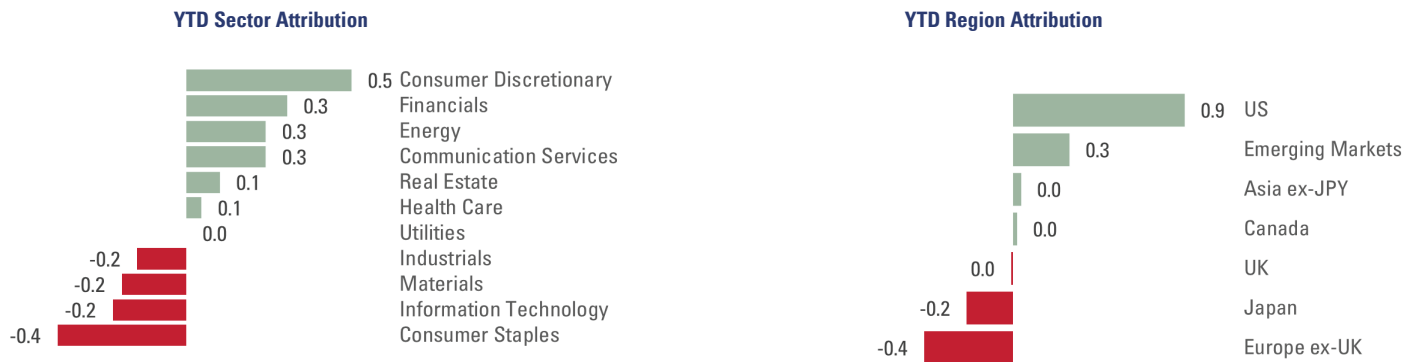 YTD Sector Attribution
0.5 Consumer Discretionary
0.3 Financials
0.3 Energy
0.3 Communication Services
0.1 Real Estate
0.1 Health Care
0.0 Utilities
-0.2 Industrials
-0.2 Materials
-0.2 Information Technology
-0.4 Consumer Staples
YTD Region Attribution
0.9 US
0.3 Emerging Markets
0.0 Asia ex-JPY
0.0 Canada
0.0 UK
-0.2 Japan
-0.4 Europe ex-UK